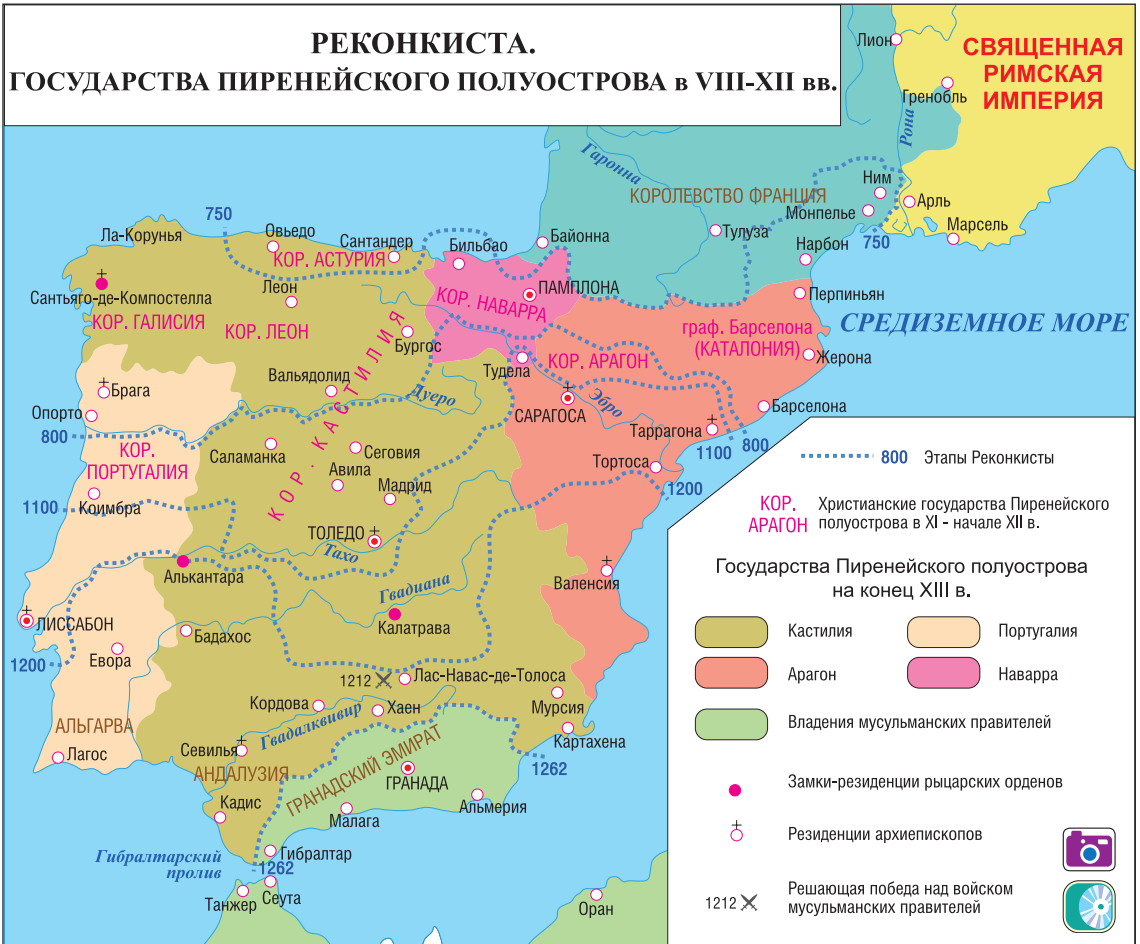 РЕКОНКИСТА.
ГОСУДАРСТВА ПИРЕНЕЙСКОГО ПОЛУОСТРОВА в VIII-XII вв.
Лион
СВЯЩЕННАЯ
РИМСКАЯ
ИМПЕРИЯ
Гренобль
Рона
Гаронна
КОРОЛЕВСТВО ФРАНЦИЯ
Ним
Монпелье
Арль
Марсель
750
Тулуза
Нарбон
750
Ла-Корунья
Овьедо
Сантандер
КОР. АСТУРИЯ
Бильбао
Байонна
Сантьяго-де-Компостелла
КОР. ГАЛИСИЯ
Леон
КОР. ЛЕОН
КОР. НАВАРРА
ПАМПЛОНА
Перпиньян
СРЕДИЗЕМНОЕ МОРЕ
граф. Барселона
(КАТАЛОНИЯ)
Жерона
Бургос
КОР. КАСТИЛИЯ
Тудела
КОР. АРАГОН
Вальядолид
Дуеро
Брага
Опорто
800
САРАГОСА
Эбро
Барселона
Таррагона
1100
800
КОР.
ПОРТУГАЛИЯ
Саламанка
Сеговия
Авила
Мадрид
Тортоса
1200
1100
Коимбра
ТОЛЕДО
Тахо
Алькантара
Гвадиана
Валенсия
Калатрава
ЛИССАБОН
Бадахос
Евора
1200
1212
Лас-Навас-де-Толоса
Кордова
Хаен
Мурсия
Гвадалквивир
Картахена
АЛЬГАРВА
Лагос
Севилья
АНДАЛУЗИЯ
1262
ГРАНАДСКИЙ ЭМИРАТ
ГРАНАДА
Кадис
Малага
Альмерия
Гибралтарский
пролив
Гибралтар
1262
Танжер
Сеута
Оран
800 Этапы Реконкисты
КОР.
АРАГОН
Христианские государства Пиренейского
полуострова в XI - начале XII в.
Государства Пиренейского полуострова
на конец XIII в.
Кастилия
Португалия
Арагон
Наварра
Владения мусульманских правителей
Замки-резиденции рыцарских орденов
Резиденции архиепископов
1212 Решающая победа над войском
мусульманских правителей